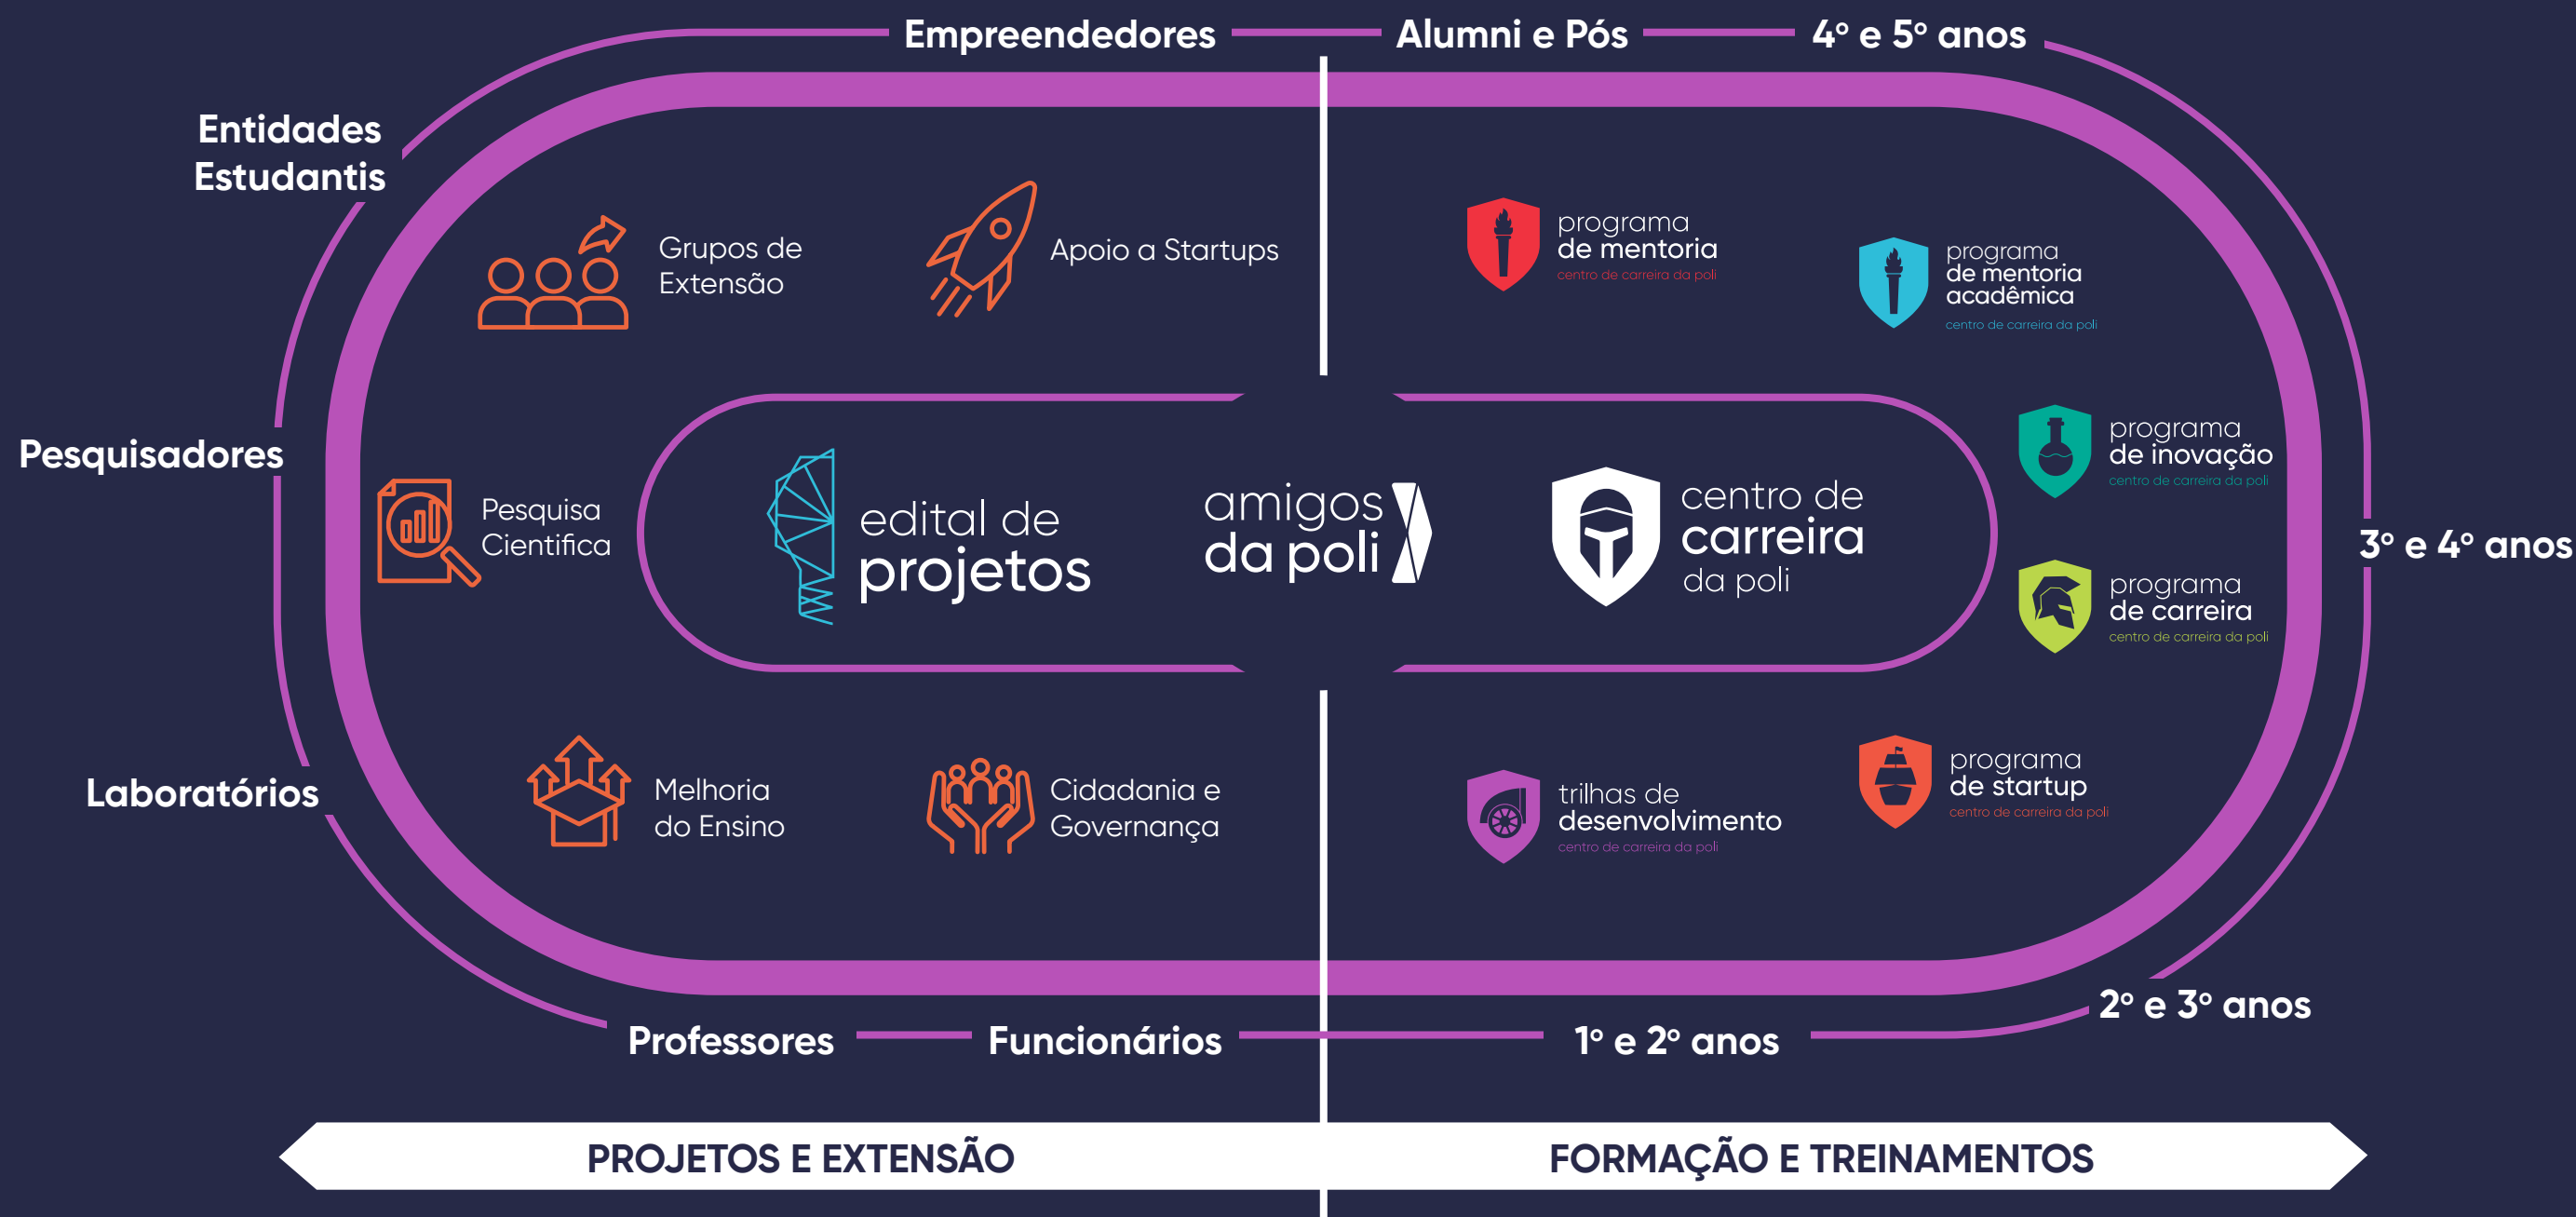 Empreendedores
Alumni e Pós
4º e 5º anos
Entidades
Estudantis
Grupos de
Extensão
Apoio a Startups
programa
de mentoria
centro de carreira da poli
programa
de mentoria
acadêmica
centro de carreira da poli
Pesquisadores
Pesquisa
Cientifica
edital de
projetos
amigos
da poli
centro de
carreira
da poli
programa
de inovação
centro de carreira da poli
3º e 4º anos
programa
de carreira
centro de carreira da poli
Laboratórios
Melhoria
do Ensino
Cidadania e
Governança
trilhas de
desenvolvimento
centro de carreira da poli
programa
de startup
centro de carreira da poli
2º e 3º anos
Professores
Funcionários
1º e 2º anos
PROJETOS E EXTENSÃO
FORMAÇÃO E TREINAMENTOS